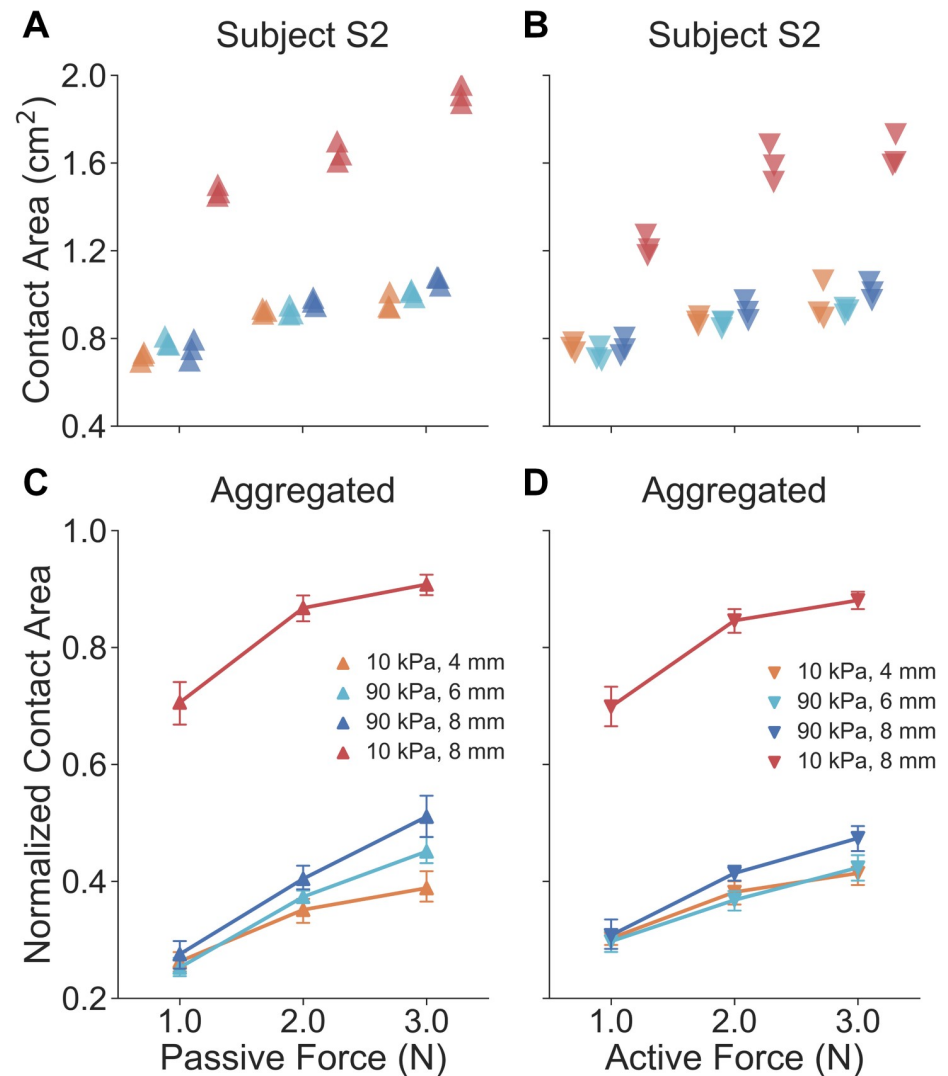 A
Subject S2
B
Subject S2
Contact Area (cm²)
2.0
1.6
1.2
0.8
0.4
C
Aggregated
D
Aggregated
Normalized Contact Area
1.0
0.8
0.6
0.4
0.2
10 kPa, 4 mm
90 kPa, 6 mm
90 kPa, 8 mm
10 kPa, 8 mm
10 kPa, 4 mm
90 kPa, 6 mm
90 kPa, 8 mm
10 kPa, 8 mm
1.0 2.0 3.0
Passive Force (N)
1.0 2.0 3.0
Active Force (N)